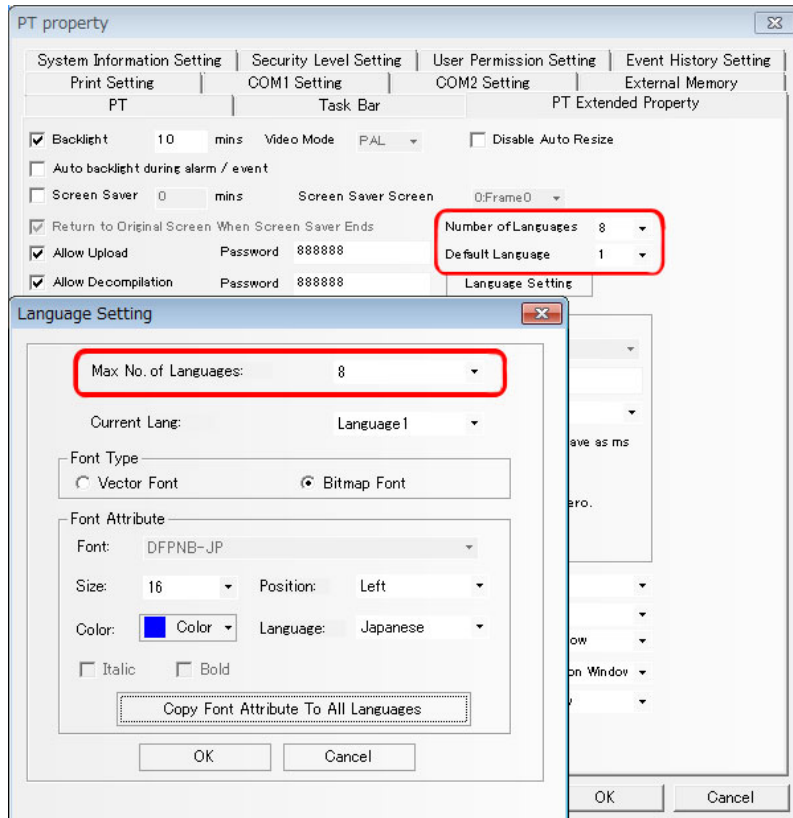 PT property
System Information Setting | Security Level Setting | User Permission Setting | Event History Setting
Print Setting | COM1 Setting | COM2 Setting | External Memory
PT | Task Bar | PT Extended Property
Backlight 10 mins Video Mode PAL Disable Auto Resize
Auto backlight during alarm / event
Screen Saver 0 mins Screen Saver Screen 0:Frame0
Return to Original Screen When Screen Saver Ends Number of Languages 8
Allow Upload Password 888888 Default Language 1
Allow Decompilation Password 888888 Language Setting
Language Setting
Max No. of Languages: 8
Current Lang: Language1
ave as ms
Font Type
Vector Font Bitmap Font
ero.
Font Attribute
Font: DFPNB-JP
Size: 16 Position: Left
Color: Color Language: Japanese
ow
Italic Bold
on Window
Copy Font Attribute To All Languages
OK Cancel
OK Cancel